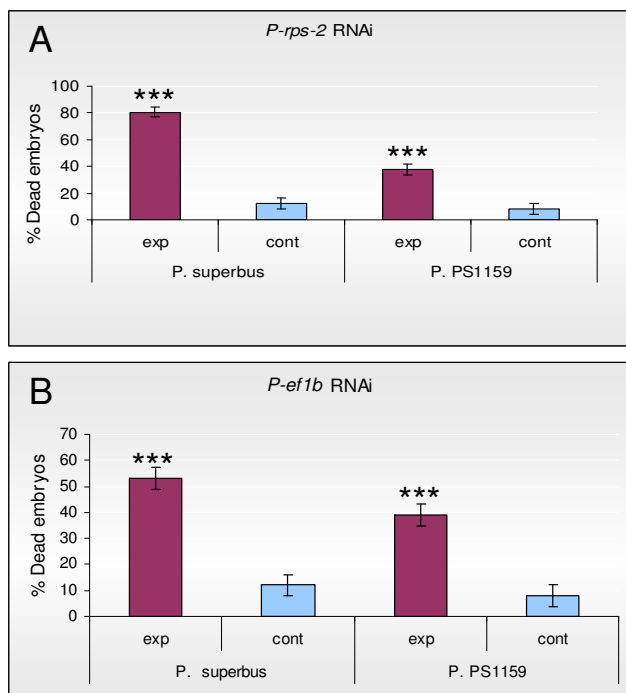 A
P-rps-2 RNAi
% Dead embryos
100
80
60
40
20
0
***
***
exp cont exp cont
P. superbus P. PS1159
B
P-ef1b RNAi
% Dead embryos
70
60
50
40
30
20
10
0
***
***
exp cont exp cont
P. superbus P. PS1159